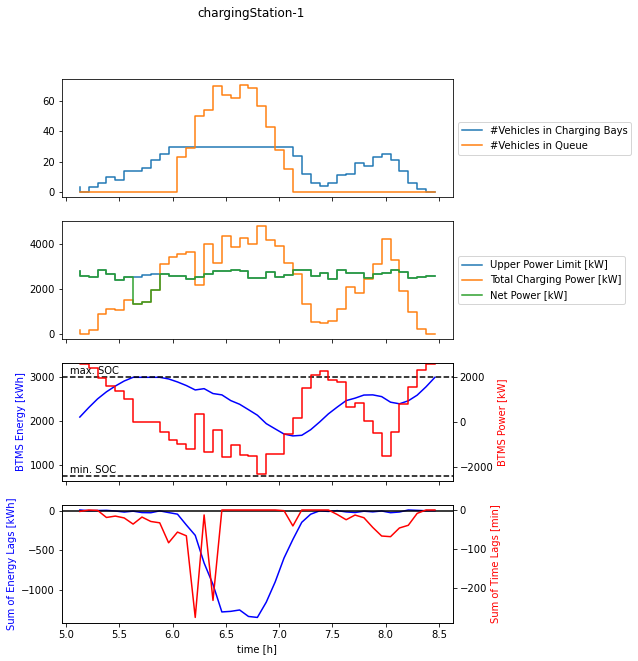 chargingStation-1
60
40
20
0
#Vehicles in Charging Bays
#Vehicles in Queue
4000
2000
0
Upper Power Limit [kW]
Total Charging Power [kW]
Net Power [kW]
BTMS Energy [kWh]
3000
2000
1000
max. SOC
min. SOC
2000
0
−2000
BTMS Power [kW]
Sum of Energy Lags [kWh]
0
−500
−1000
0
−100
−200
Sum of Time Lags [min]
5.0 5.5 6.0 6.5 7.0 7.5 8.0 8.5
time [h]